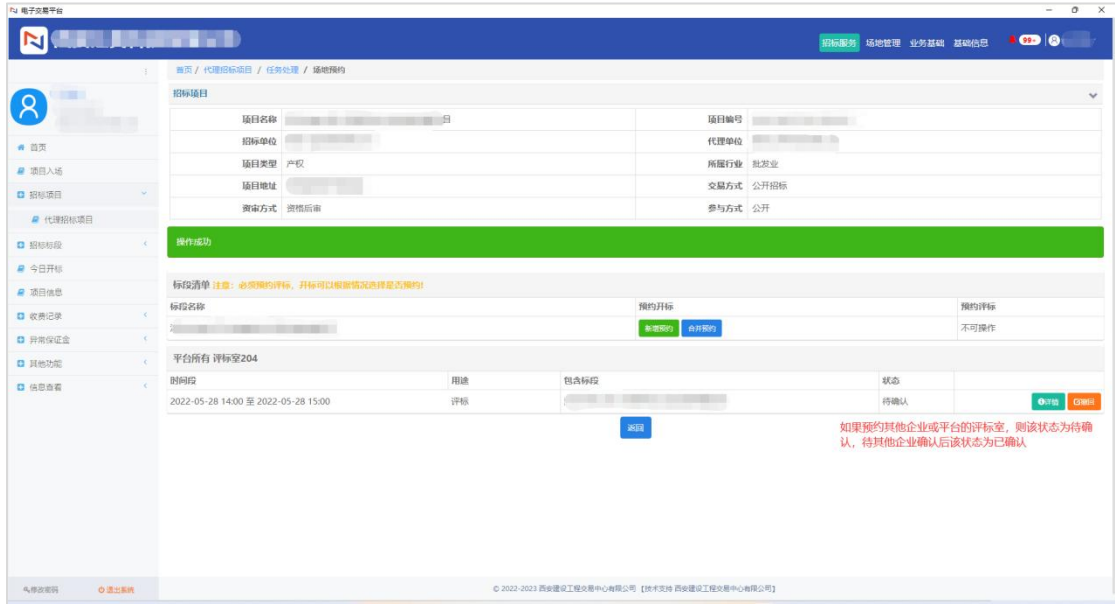 电子交易平台
招标服务 场地管理 业务基础 基础信息 99+
首页 / 代理招标项目 / 任务处理 / 场地预约
招标项目
项目名称 目 项目编号
招标单位 代理单位
项目类型 产权 所属行业 批发业
项目地址 交易方式 公开招标
资审方式 资格后审 参与方式 公开
首页
项目入场
招标项目
代理招标项目
招标标段
今日开标
项目信息
收费记录
异常保证金
其他功能
信息查看
操作成功
标段清单 注意：必须预约评标，开标可以根据情况选择是否预约!
标段名称 预约开标 预约评标
新增预约 合并预约 不可操作
平台所有 评标室204
时间段 用途 包含标段 状态
2022-05-28 14:00 至 2022-05-28 15:00 评标 待确认 详情 撤回
返回
如果预约其他企业或平台的评标室，则该状态为待确
认，待其他企业确认后该状态为已确认
修改密码 退出系统
© 2022-2023 西安建设工程交易中心有限公司 【技术支持 西安建设工程交易中心有限公司】